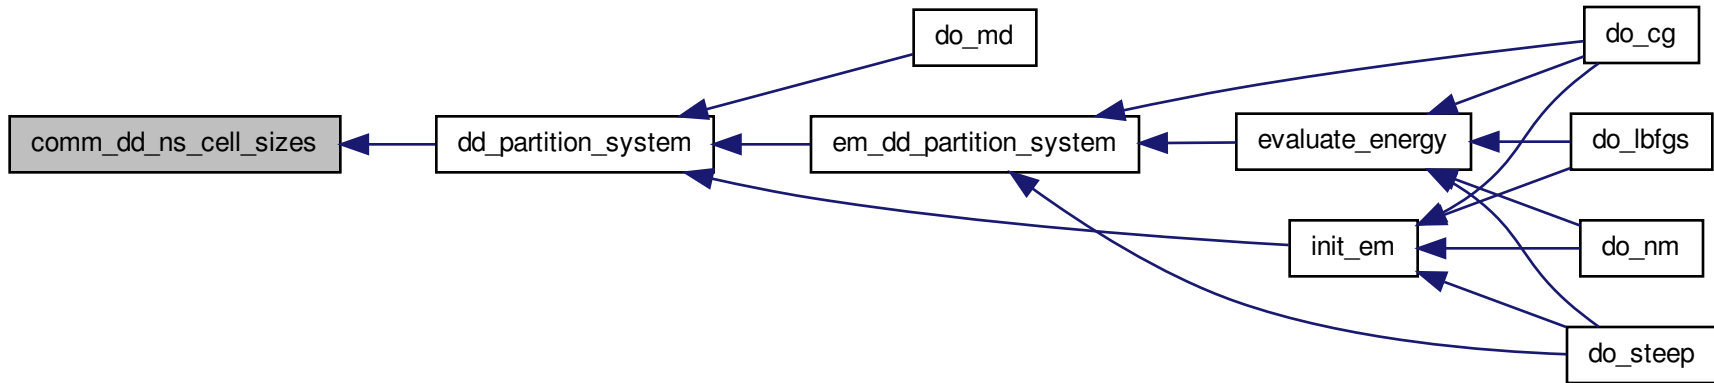 comm_dd_ns_cell_sizes
dd_partition_system
do_md
em_dd_partition_system
evaluate_energy
init_em
do_cg
do_lbfgs
do_nm
do_steep